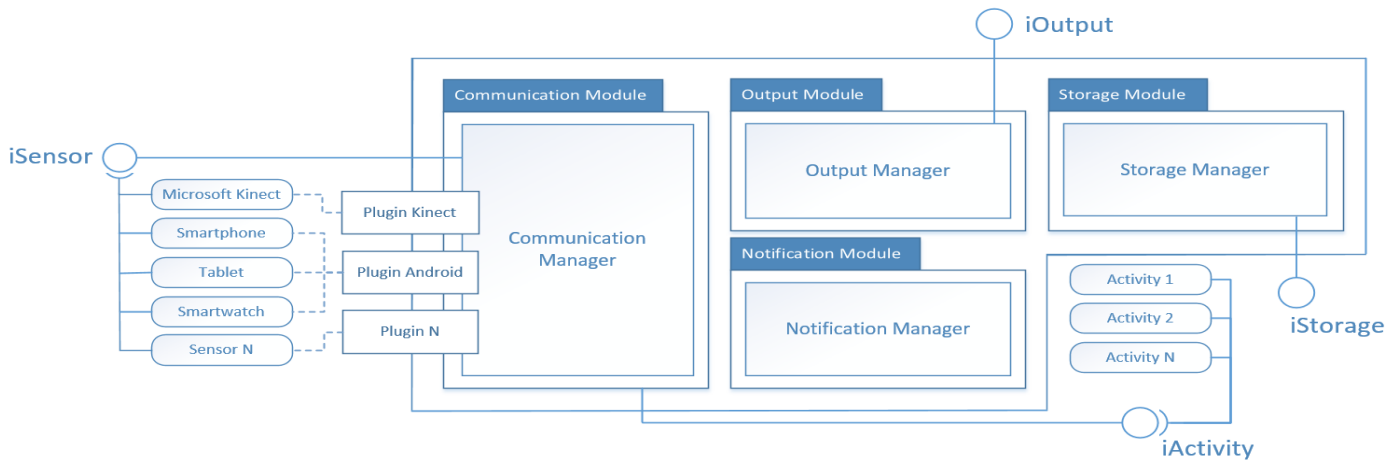 iOutput
Communication Module
Output Module
Storage Module
iSensor
Output Manager
Storage Manager
Microsoft Kinect
Plugin Kinect
Smartphone
Communication
Manager
Notification Module
Tablet
Plugin Android
Activity 1
Smartwatch
Activity 2
iStorage
Plugin N
Notification Manager
Sensor N
Activity N
iActivity